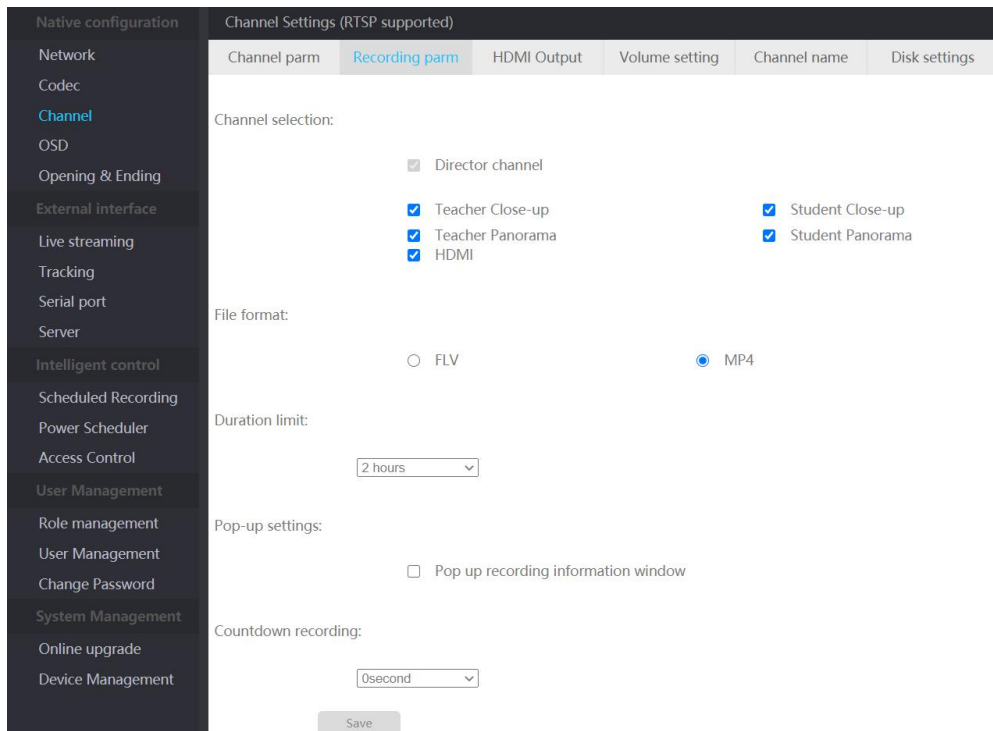 Native configuration
Network
Codec
Channel
OSD
Opening & Ending
External interface
Live streaming
Tracking
Serial port
Server
Intelligent control
Scheduled Recording
Power Scheduler
Access Control
User Management
Role management
User Management
Change Password
System Management
Online upgrade
Device Management
Channel Settings (RTSP supported)
Channel parm Recording parm HDMI Output Volume setting Channel name Disk settings
Channel selection:
Director channel
Teacher Close-up Student Close-up
Teacher Panorama Student Panorama
HDMI
File format:
FLV MP4
Duration limit:
2 hours
Pop-up settings:
Pop up recording information window
Countdown recording:
0second
Save